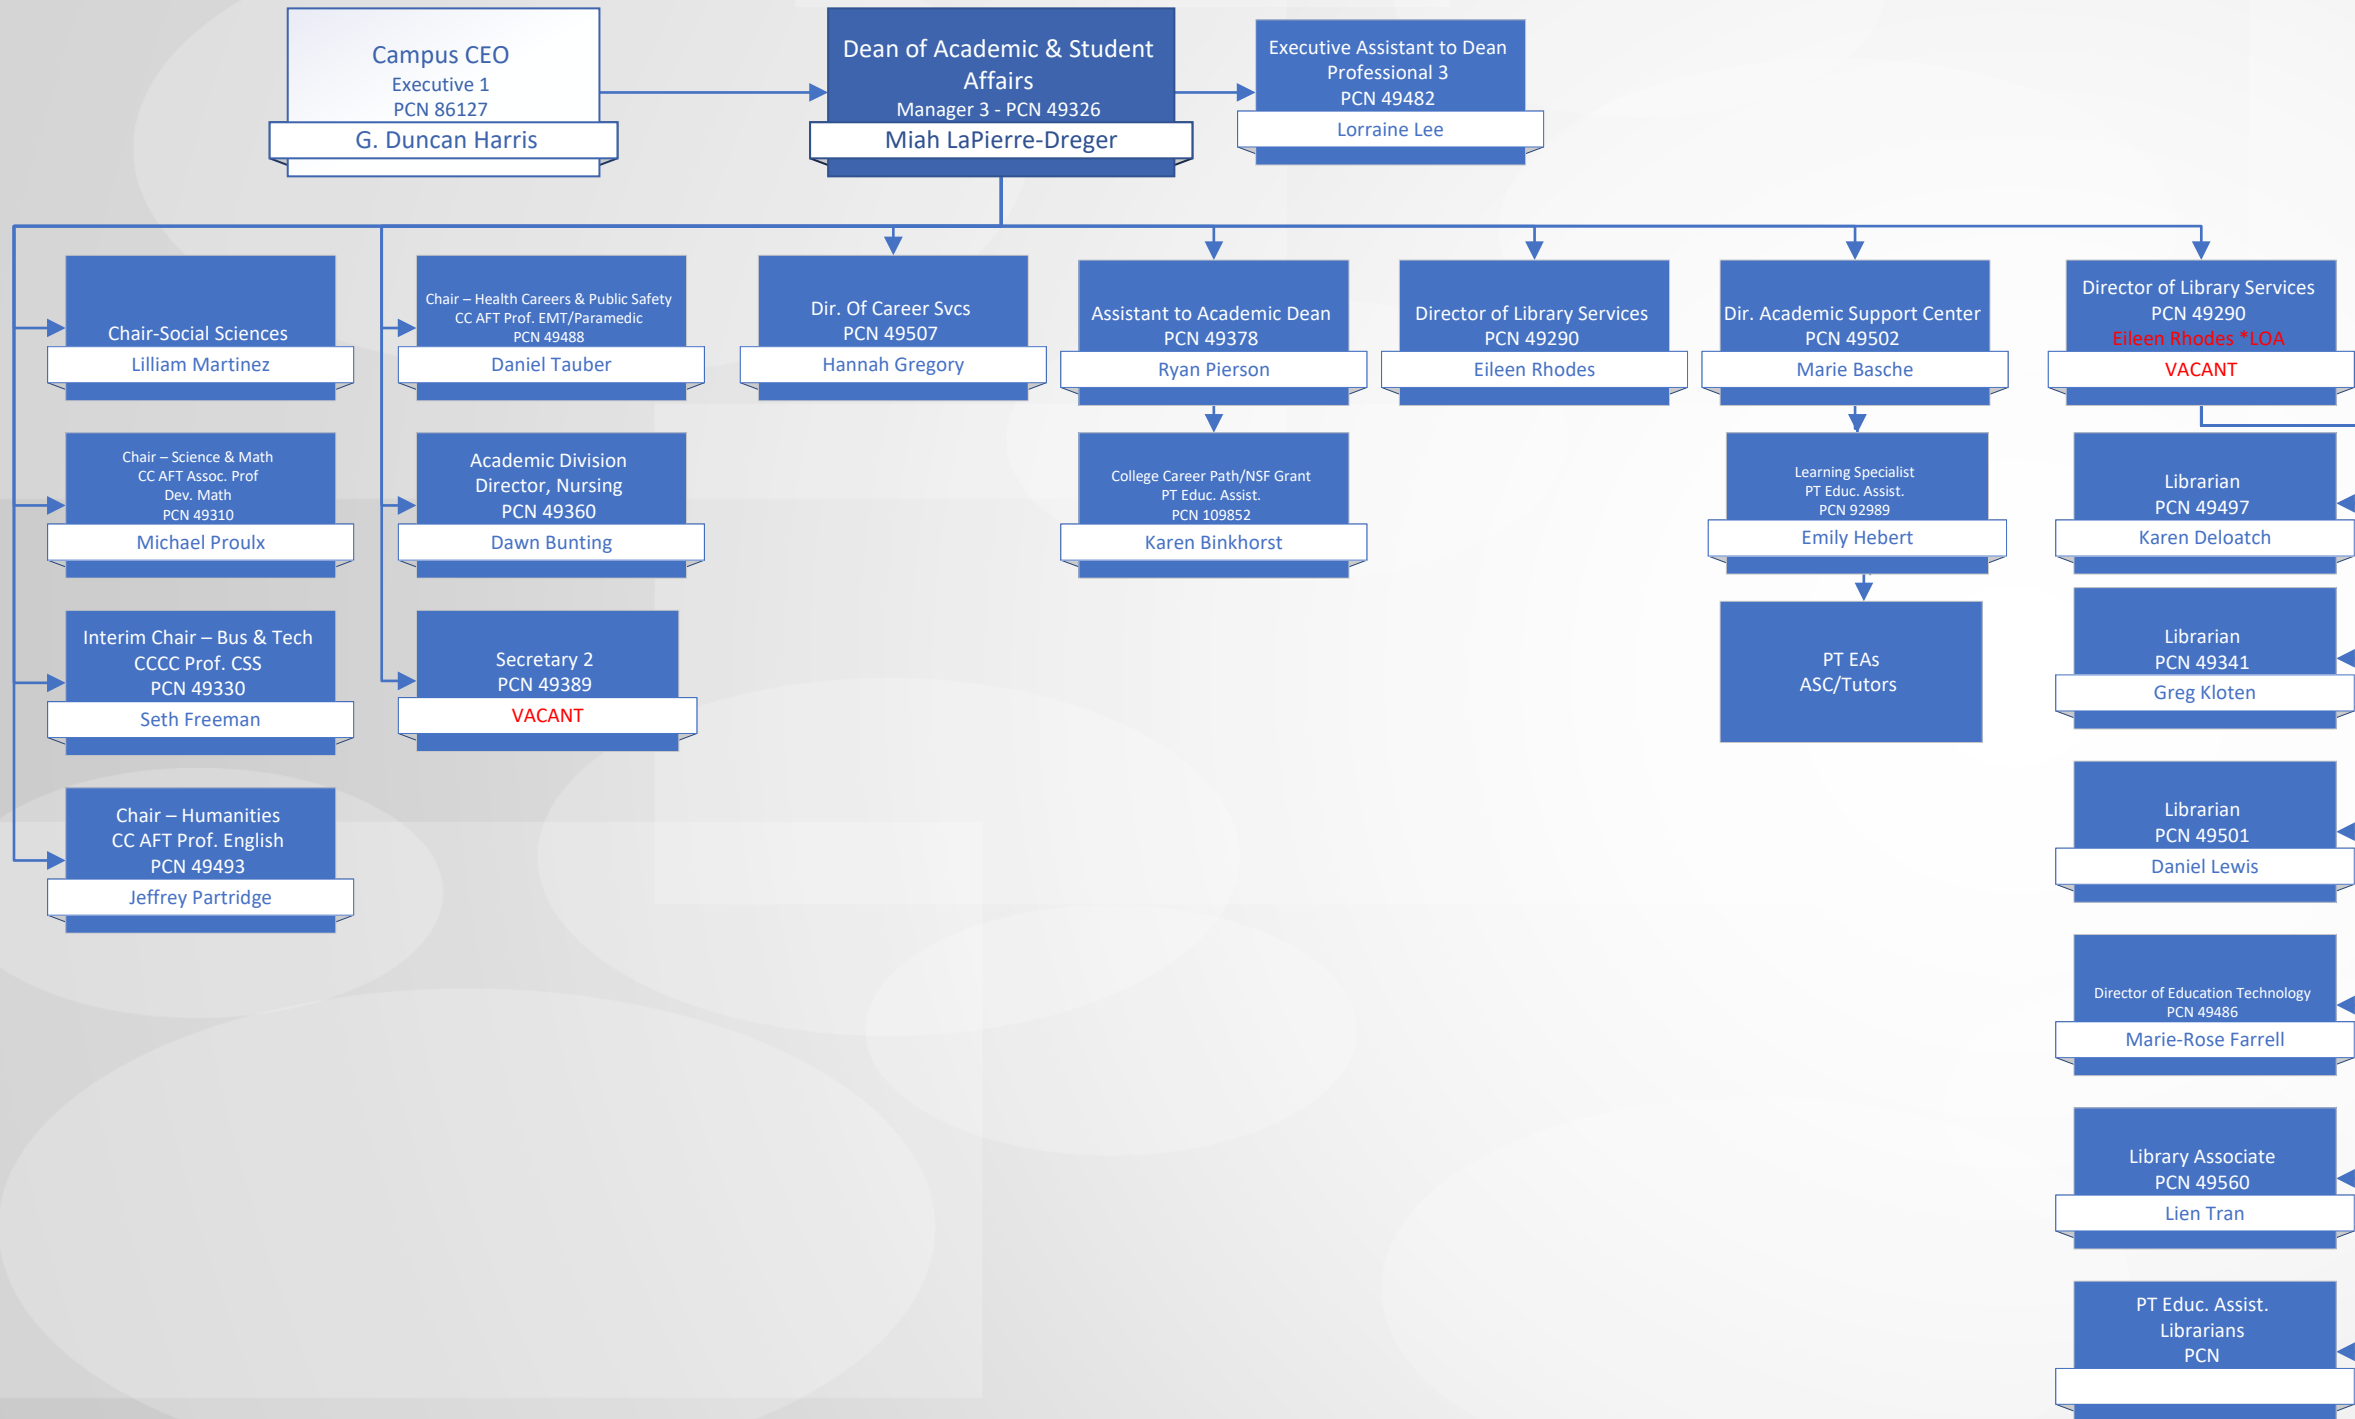 Campus CEO
Executive 1
PCN 86127
G. Duncan Harris
Dean of Academic & Student
Affairs
Manager 3 - PCN 49326
Miah LaPierre-Dreger
Executive Assistant to Dean
Professional 3
PCN 49482
Lorraine Lee
Chair-Social Sciences
Lilliam Martinez
Chair – Health Careers & Public Safety
CC AFT Prof. EMT/Paramedic
PCN 49488
Daniel Tauber
Dir. Of Career Svcs
PCN 49507
Hannah Gregory
Assistant to Academic Dean
PCN 49378
Ryan Pierson
Director of Library Services
PCN 49290
Eileen Rhodes
Dir. Academic Support Center
PCN 49502
Marie Basche
Director of Library Services
PCN 49290
Eileen Rhodes *LOA
VACANT
Chair – Science & Math
CC AFT Assoc. Prof
Dev. Math
PCN 49310
Michael Proulx
Academic Division
Director, Nursing
PCN 49360
Dawn Bunting
College Career Path/NSF Grant
PT Educ. Assist.
PCN 109852
Karen Binkhorst
Learning Specialist
PT Educ. Assist.
PCN 92989
Emily Hebert
Librarian
PCN 49497
Karen Deloatch
Interim Chair – Bus & Tech
CCCC Prof. CSS
PCN 49330
Seth Freeman
Secretary 2
PCN 49389
VACANT
PT EAs
ASC/Tutors
Librarian
PCN 49341
Greg Kloten
Chair – Humanities
CC AFT Prof. English
PCN 49493
Jeffrey Partridge
Librarian
PCN 49501
Daniel Lewis
Director of Education Technology
PCN 49486
Marie-Rose Farrell
Library Associate
PCN 49560
Lien Tran
PT Educ. Assist.
Librarians
PCN